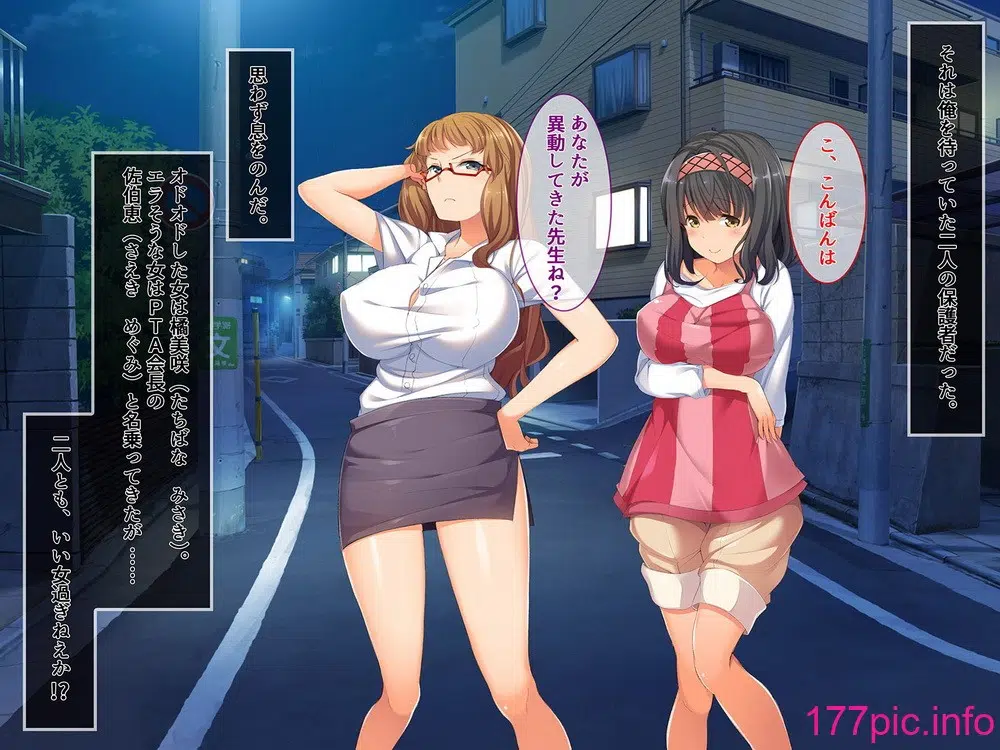 それは俺を待っていた二人の保護者だった。
こ、こんばんは
あなたが
異動してきた先生ね?
思わず息をのんだ。
オドオドした女は橘美咲（たちばな みさき）。
エラそうな女はＰＴＡ会長の
佐伯恵（さえき めぐみ）と名乗ってきたが……
二人とも、いい女過ぎねえか!?
文
177pic.info